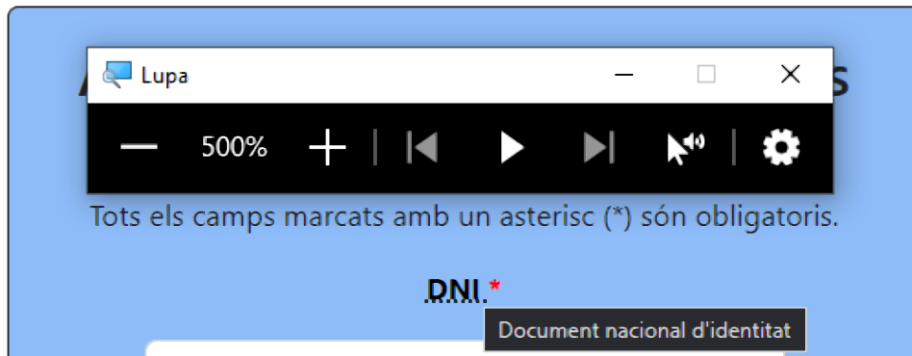 Lupa
500%
Tots els camps marcats amb un asterisc (*) són obligatoris.
DNI *
Document nacional d'identitat